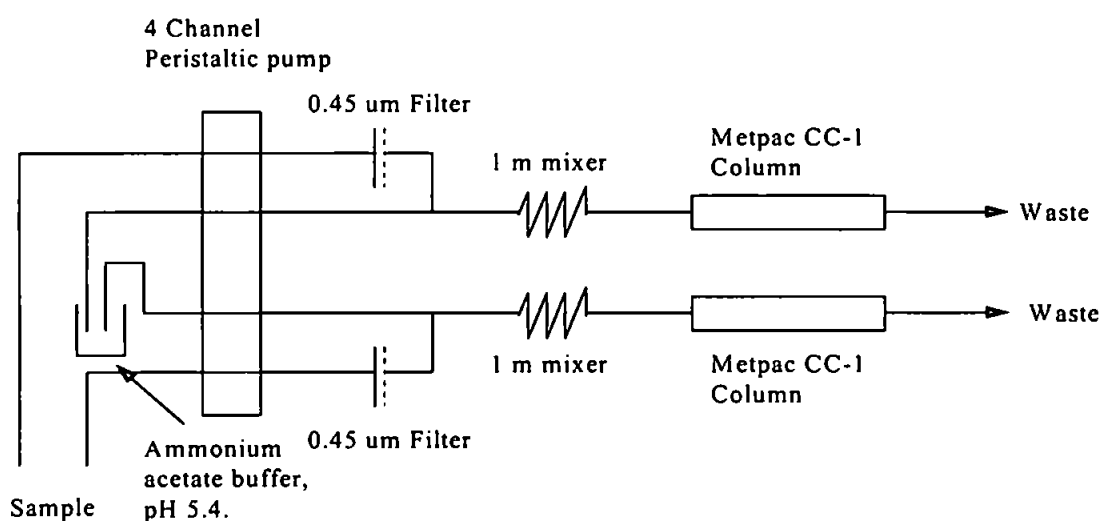 4 Channel
Peristaltic pump
0.45 um Filter
1 m mixer
Metpac CC-1
Column
Waste
Waste
1 m mixer
Metpac CC-1
Column
0.45 um Filter
Ammonium
acetate buffer,
pH 5.4.
Sample